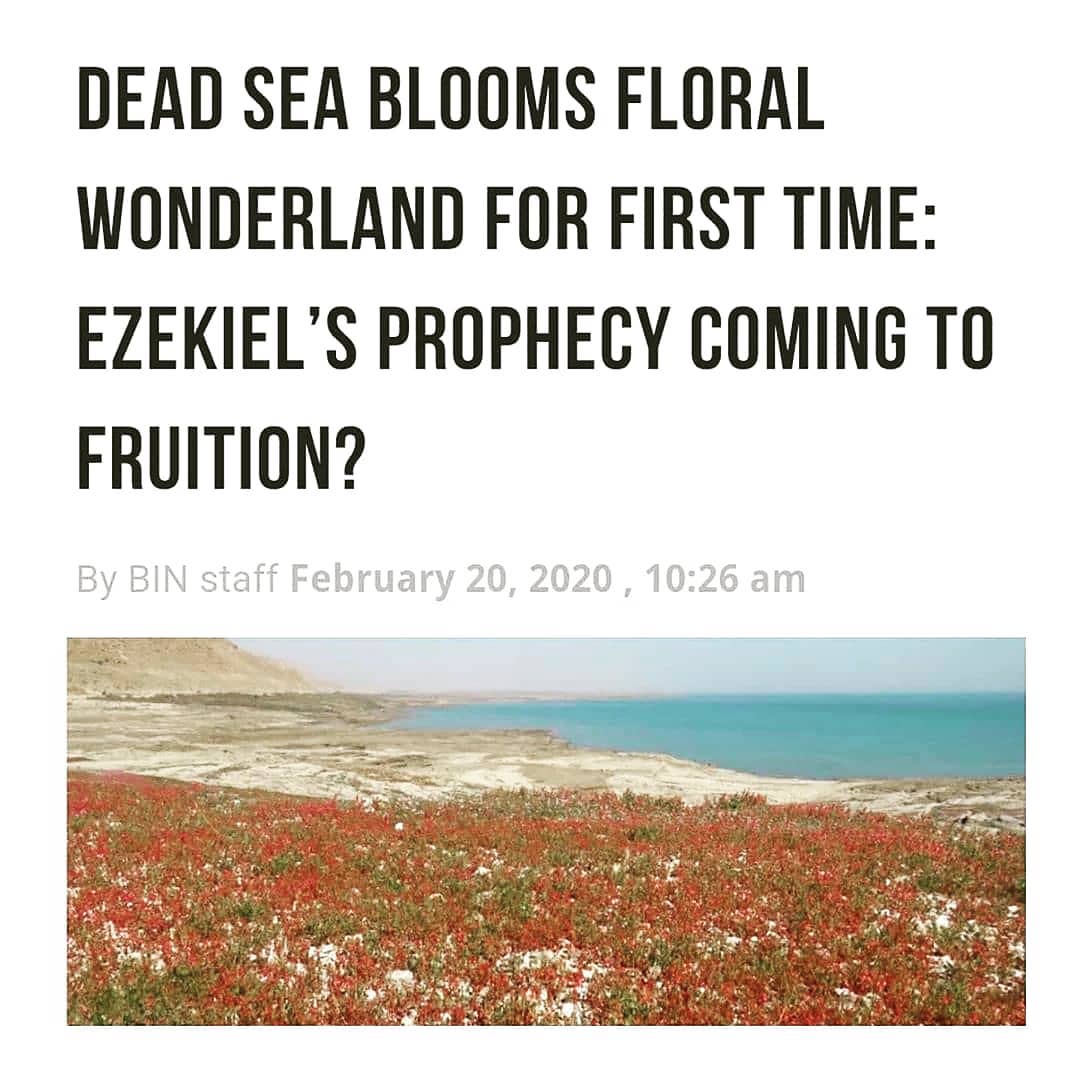 DEAD SEA BLOOMS FLORAL
WONDERLAND FOR FIRST TIME:
EZEKIEL’S PROPHECY COMING TO
FRUITION?
By BIN staff February 20, 2020 , 10:26 am